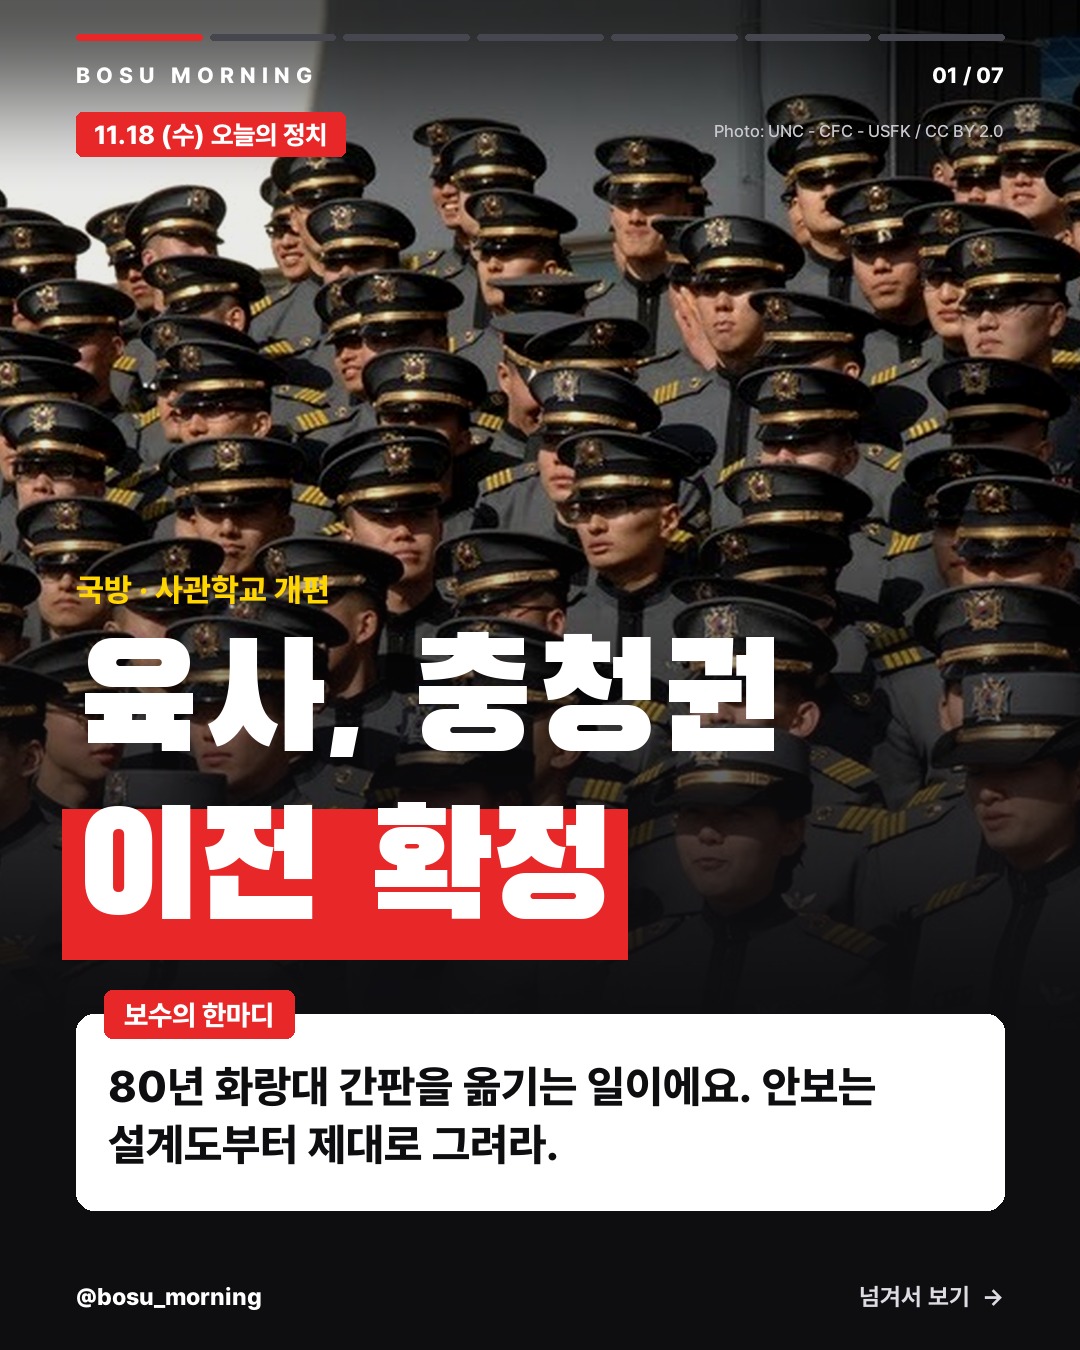 BOSU MORNING
01 / 07
11.18 (수) 오늘의 정치
Photo: UNC - CFC - USFK / CC BY 2.0
국방 · 사관학교 개편
육사, 충청권
이전 확정
보수의 한마디
80년 화랑대 간판을 옮기는 일이에요. 안보는
설계도부터 제대로 그려라.
@bosu_morning
넘겨서 보기 →